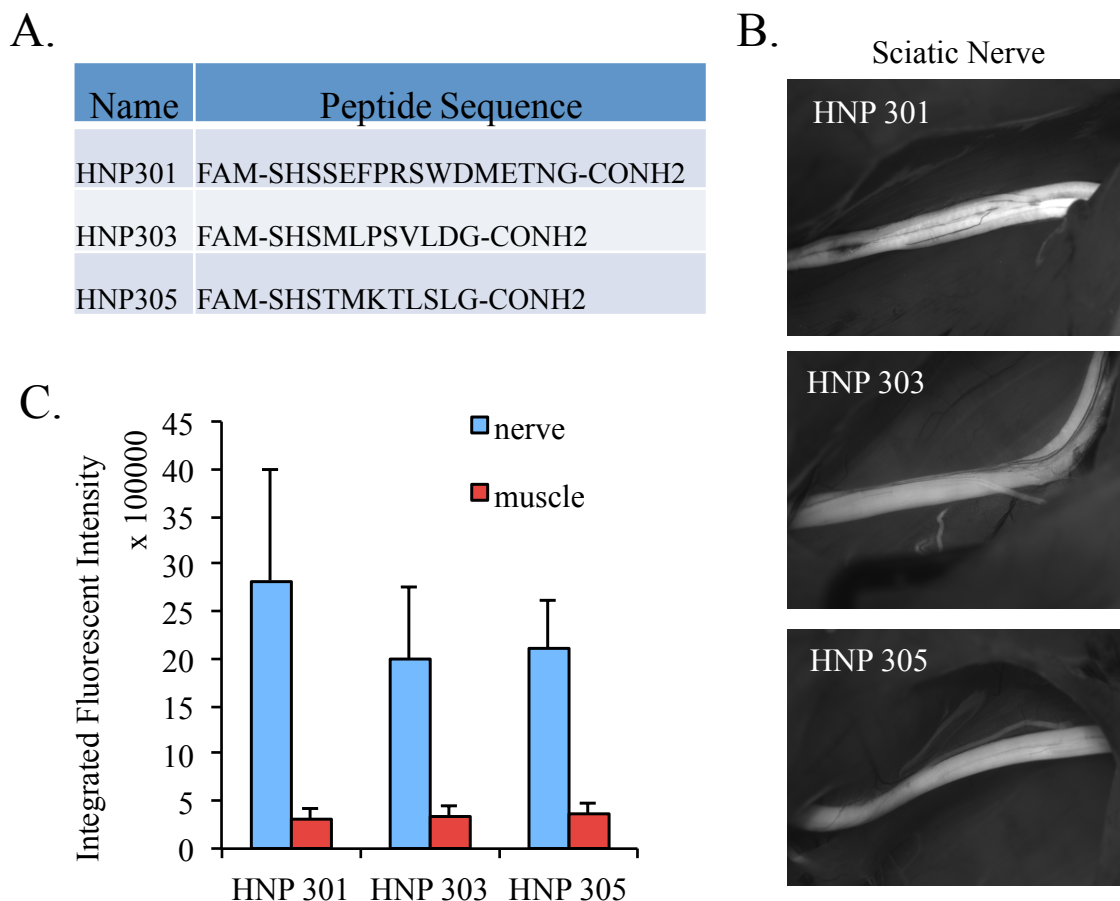 A.
Name Peptide Sequence
HNP301 FAM-SHSSEFPRSWDMETNG-CONH2
HNP303 FAM-SHSMLPSVLDG-CONH2
HNP305 FAM-SHSTMKTLSLG-CONH2
B.
Sciatic Nerve
HNP 301
HNP 303
HNP 305
C.
Integrated Fluorescent Intensity
x 100000
45
40
35
30
25
20
15
10
5
0
nerve
muscle
HNP 301 HNP 303 HNP 305